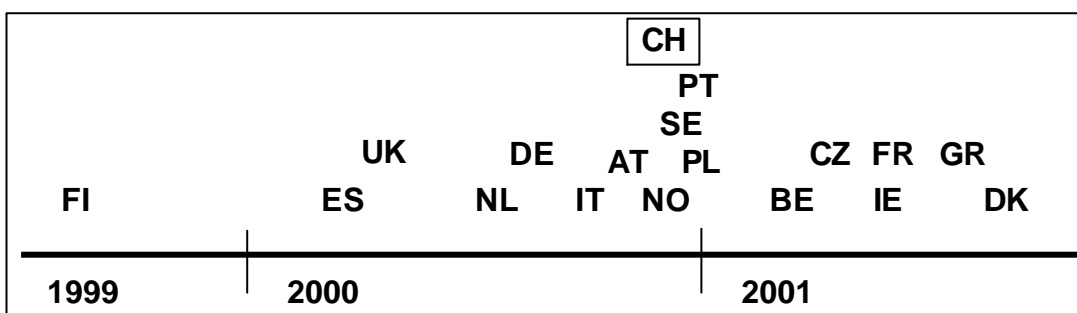 CH
PT
SE
UK DE AT PL CZ FR GR
FI ES NL IT NO BE IE DK
1999 2000 2001